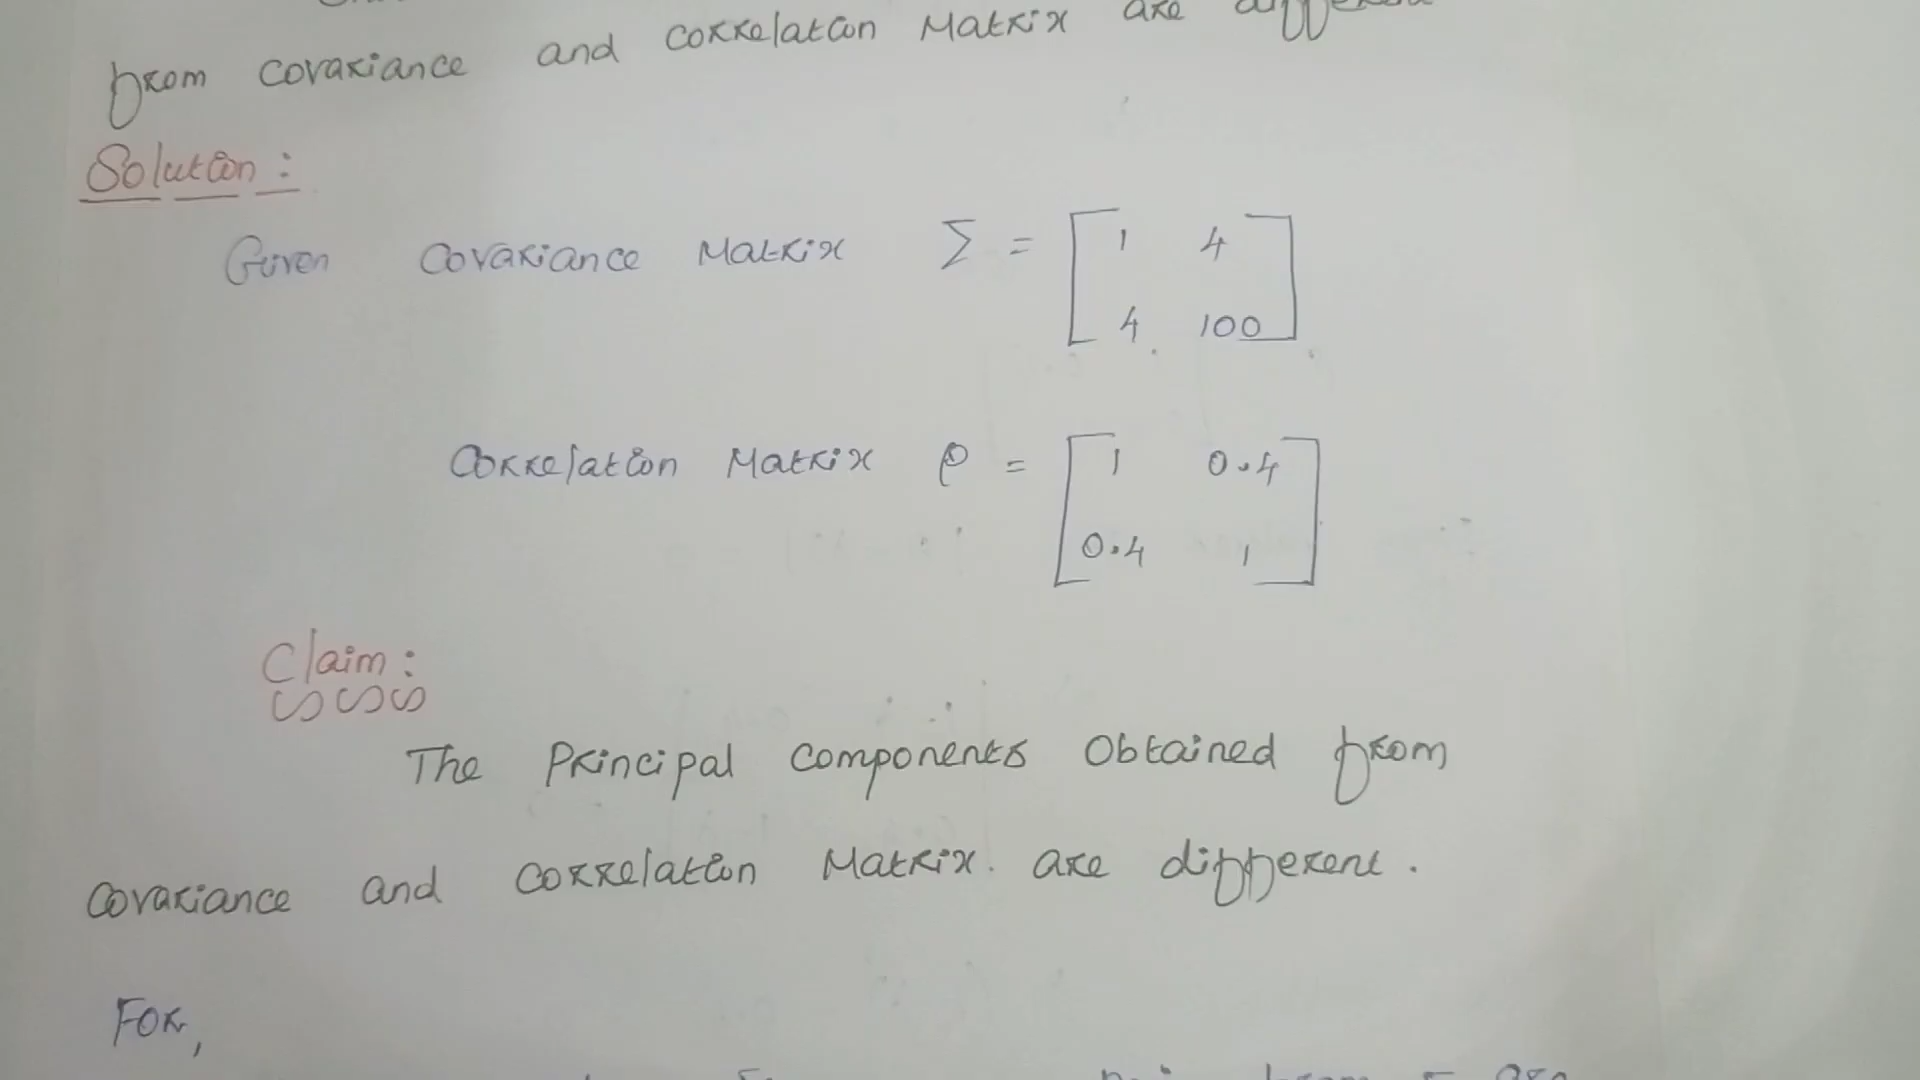 from covariance and correlation Matrix are different
Solution :
Given Covariance Matrix Σ = [ 1 4
4 100 ]
Correlation Matrix ρ = [ 1 0.4
0.4 1 ]
Claim :
The Principal components Obtained from
covariance and correlation Matrix. are different.
For,